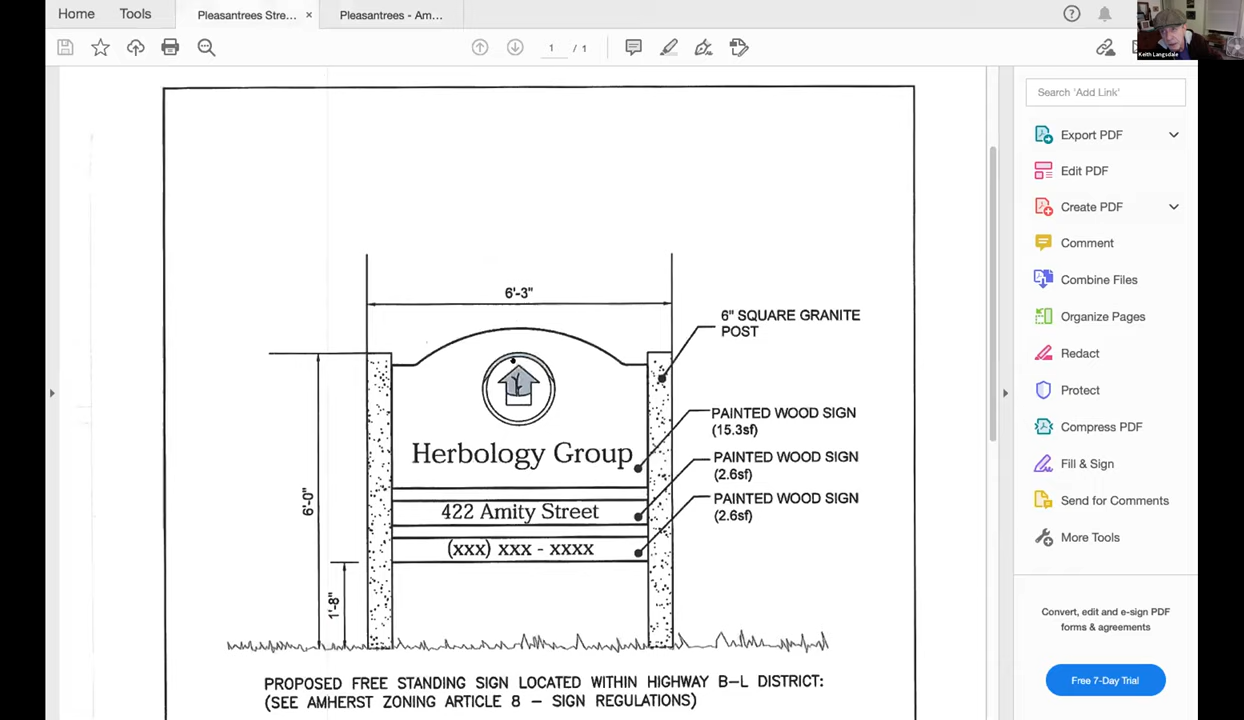 Home
Tools
Pleasantrees Stre...
×
Pleasantrees - Am...
1 / 1
Keith Langsdale
Search 'Add Link'
Export PDF
Edit PDF
Create PDF
Comment
Combine Files
Organize Pages
Redact
Protect
Compress PDF
Fill & Sign
Send for Comments
More Tools
Convert, edit and e-sign PDF
forms & agreements
Free 7-Day Trial
6'-3"
6" SQUARE GRANITE
POST
PAINTED WOOD SIGN
(15.3sf)
Herbology Group
PAINTED WOOD SIGN
(2.6sf)
6'-0"
422 Amity Street
PAINTED WOOD SIGN
(2.6sf)
(xxx) xxx - xxxx
1'-8"
PROPOSED FREE STANDING SIGN LOCATED WITHIN HIGHWAY B-L DISTRICT:
(SEE AMHERST ZONING ARTICLE 8 - SIGN REGULATIONS)